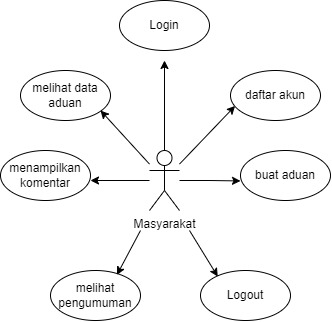 Login
melihat data
aduan
daftar akun
menampilkan
komentar
buat aduan
Masyarakat
melihat
pengumuman
Logout